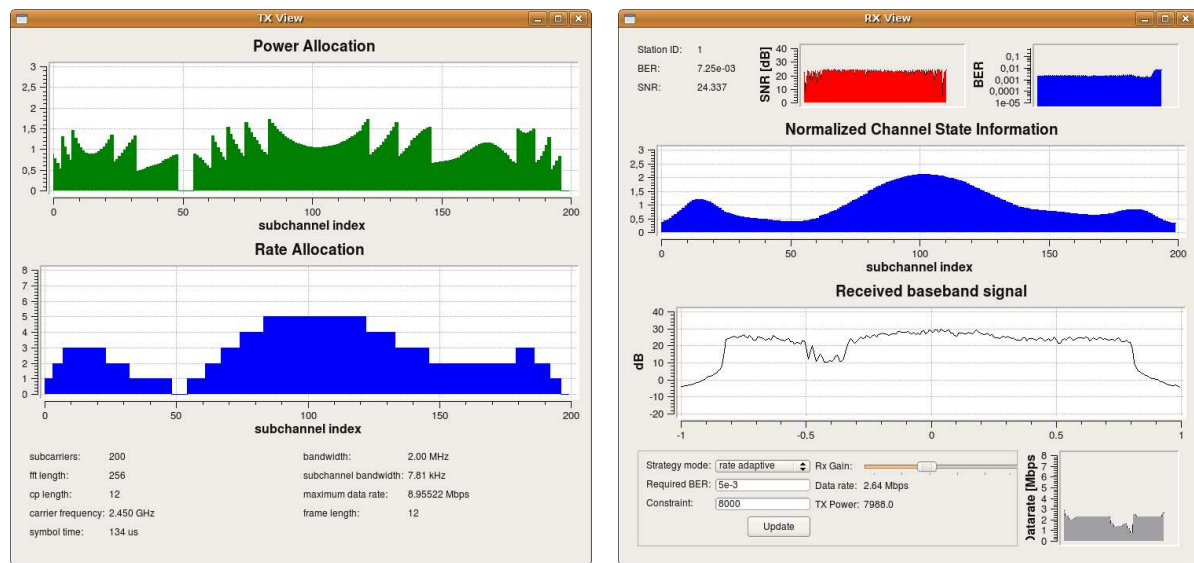 TX View
Power Allocation
3
2,5
2
1,5
1
0,5
0
0 50 100 150 200
subchannel index
Rate Allocation
8
7
6
5
4
3
2
1
0
0 50 100 150 200
subchannel index
subcarriers: 200 bandwidth: 2.00 MHz
fft length: 256 subchannel bandwidth: 7.81 kHz
cp length: 12 maximum data rate: 8.95522 Mbps
carrier frequency: 2.450 GHz frame length: 12
symbol time: 134 us
RX View
Station ID: 1
BER: 7.25e-03
SNR: 24.337
SNR [dB]
40
30
20
10
0
BER
0,1
0,01
0,001
0,0001
1e-05
Normalized Channel State Information
3
2,5
2
1,5
1
0,5
0
0 50 100 150 200
subchannel index
Received baseband signal
dB
40
30
20
10
0
-10
-20
-1 -0.5 0 0.5 1
Strategy mode: rate adaptive Rx Gain:
Required BER: 5e-3 Data rate: 2.64 Mbps
Constraint: 8000 TX Power: 7988.0
Update
Datarate [Mbps
8
7
6
5
4
3
2
1
0